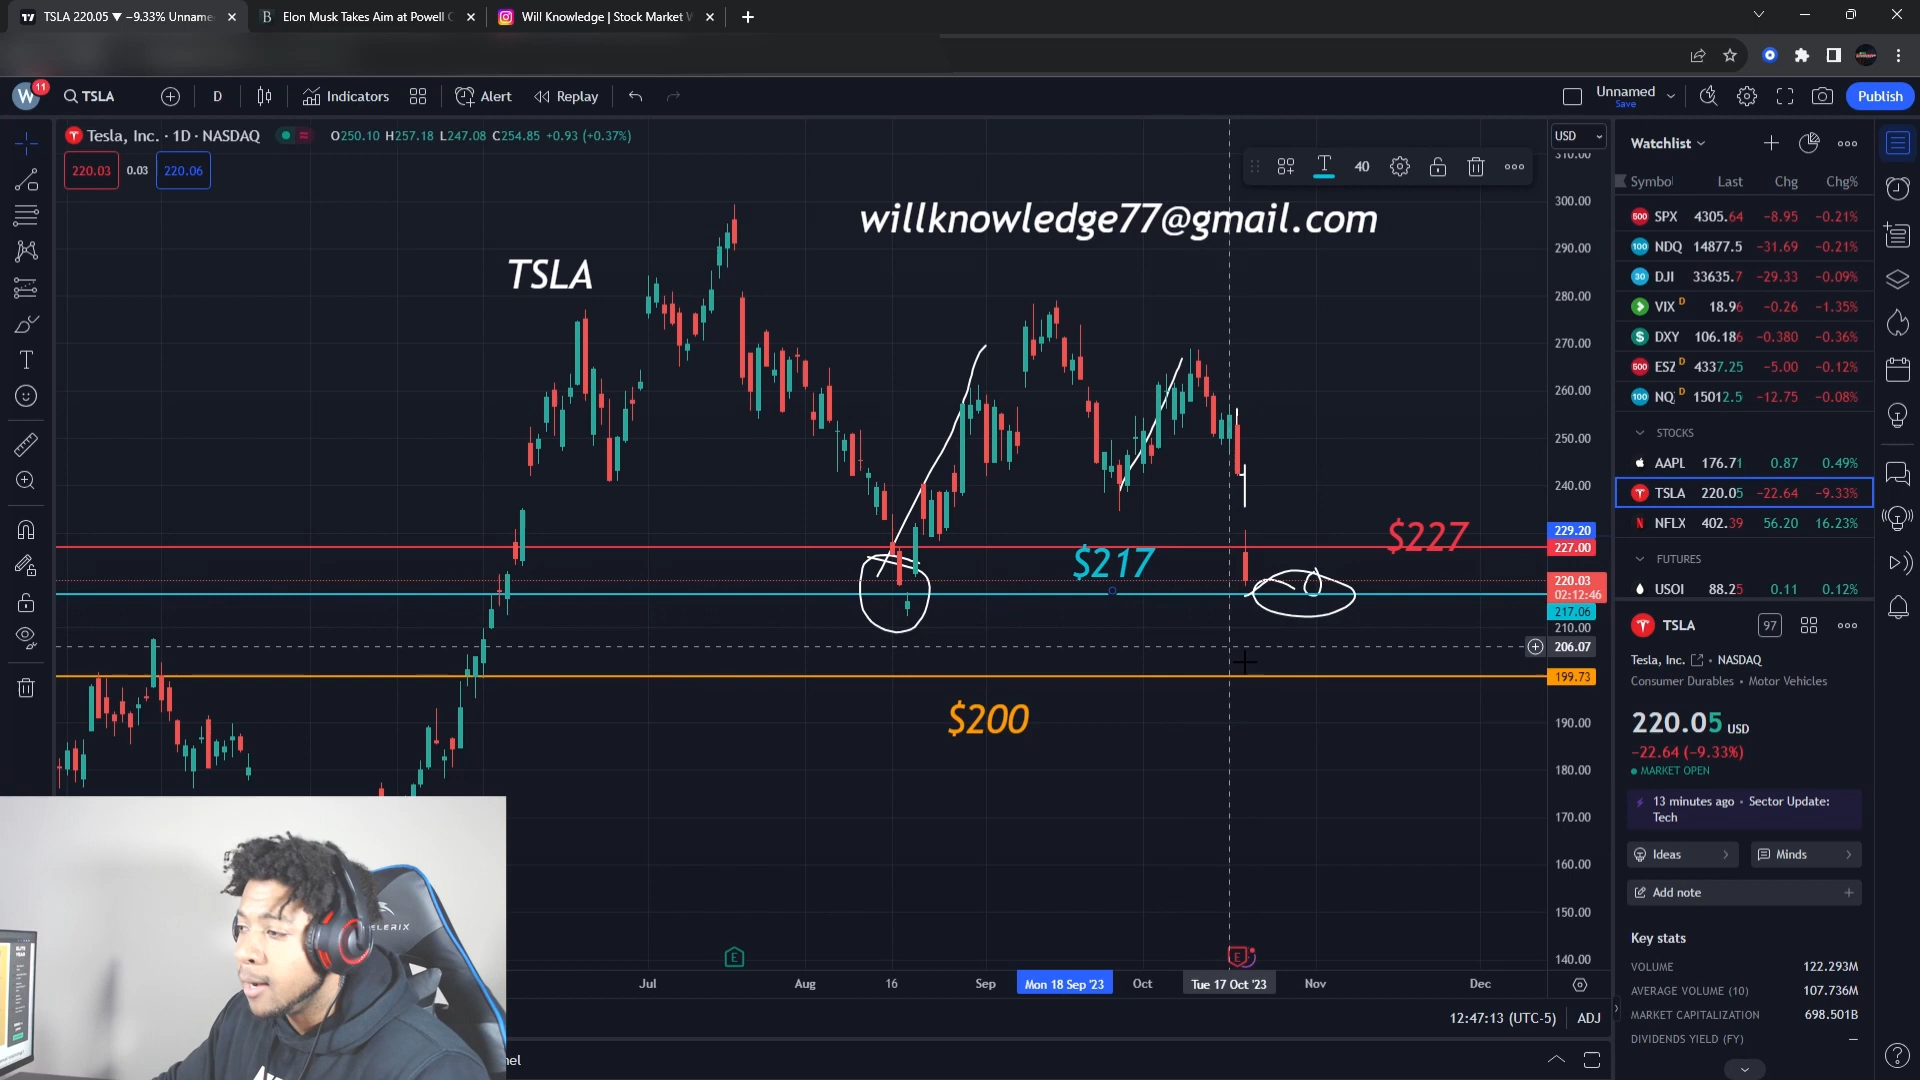 TSLA 220.05 ▼ −9.33% Unname
Elon Musk Takes Aim at Powell
Will Knowledge | Stock Market
W 11 TSLA D Indicators Alert Replay Unnamed Save Publish
Tesla, Inc. · 1D · NASDAQ O250.10 H257.18 L247.08 C254.85 +0.93 (+0.37%) USD
220.03 0.03 220.06
40
willknowledge77@gmail.com
TSLA
$227
$217
$200
310.00
300.00
290.00
280.00
270.00
260.00
250.00
240.00
229.20
227.00
220.03
02:12:46
217.06
210.00
206.07
199.73
190.00
180.00
170.00
160.00
150.00
140.00
E E
Jul Aug 16 Sep Mon 18 Sep '23 Oct Tue 17 Oct '23 Nov Dec
12:47:13 (UTC-5) ADJ
nel
Watchlist
Symbol Last Chg Chg%
500 SPX 4305.64 −8.95 −0.21%
100 NDQ 14877.5 −31.69 −0.21%
30 DJI 33635.7 −29.33 −0.09%
VIX D 18.96 −0.26 −1.35%
$ DXY 106.186 −0.380 −0.36%
500 ESZ D 4337.25 −5.00 −0.12%
100 NQ D 15012.5 −12.75 −0.08%
STOCKS
AAPL 176.71 0.87 0.49%
TSLA 220.05 −22.64 −9.33%
N NFLX 402.39 56.20 16.23%
FUTURES
USOI 88.25 0.11 0.12%
TSLA 97
Tesla, Inc. • NASDAQ
Consumer Durables • Motor Vehicles
220.05 USD
−22.64 (−9.33%)
MARKET OPEN
13 minutes ago • Sector Update:
Tech
Ideas Minds
Add note
Key stats
VOLUME 122.293M
AVERAGE VOLUME (10) 107.736M
MARKET CAPITALIZATION 698.501B
DIVIDENDS YIELD (FY) —